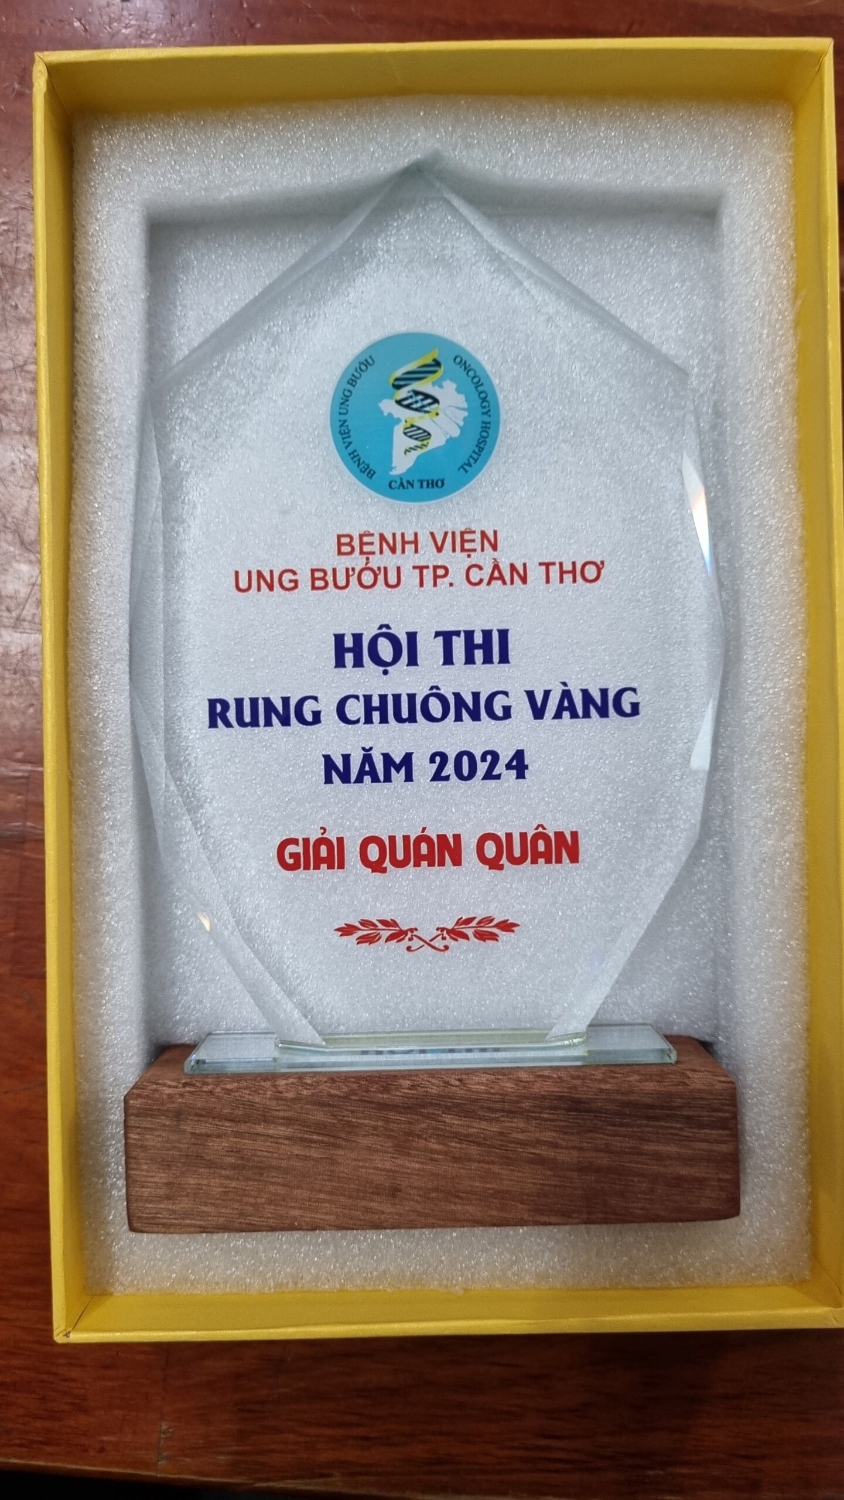 BỆNH VIỆN UNG BƯỚU
ONCOLOGY HOSPITAL
CẦN THƠ
BỆNH VIỆN
UNG BƯỚU TP. CẦN THƠ
HỘI THI
RUNG CHUÔNG VÀNG
NĂM 2024
GIẢI QUÁN QUÂN